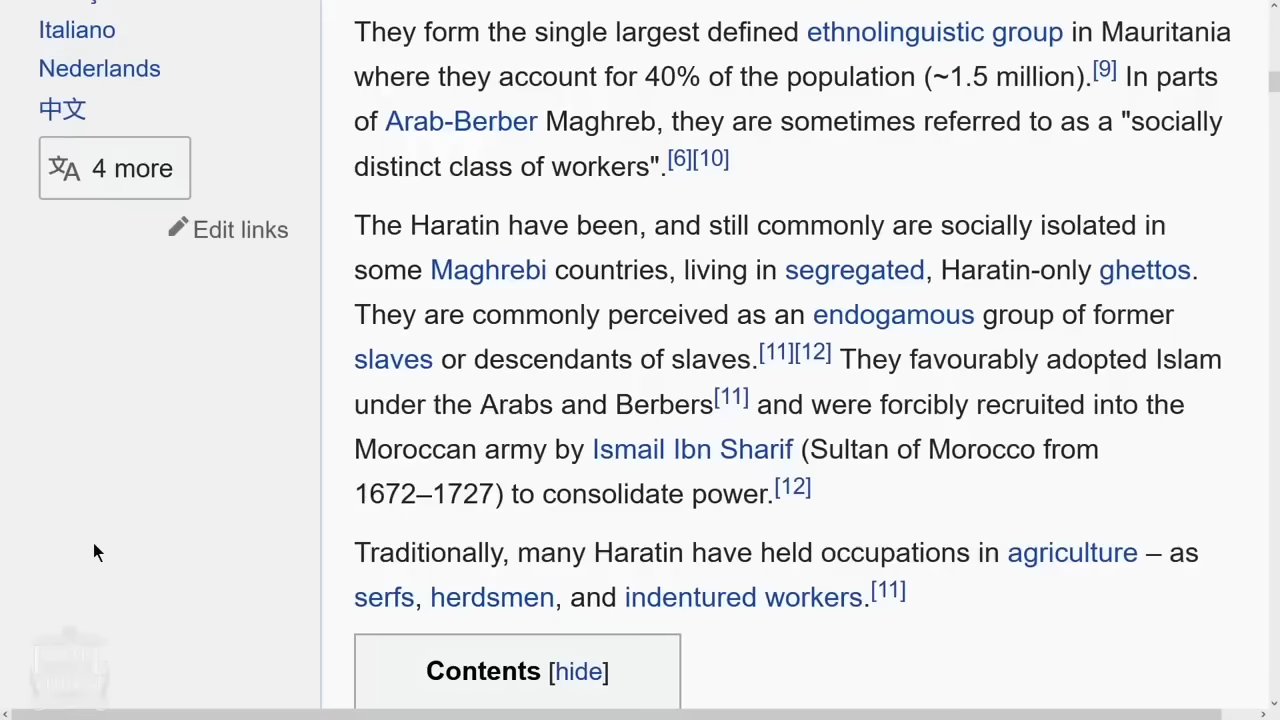 Italiano
Nederlands
中文
4 more
Edit links
They form the single largest defined ethnolinguistic group in Mauritania
where they account for 40% of the population (~1.5 million).[9] In parts
of Arab-Berber Maghreb, they are sometimes referred to as a "socially
distinct class of workers".[6][10]
The Haratin have been, and still commonly are socially isolated in
some Maghrebi countries, living in segregated, Haratin-only ghettos.
They are commonly perceived as an endogamous group of former
slaves or descendants of slaves.[11][12] They favourably adopted Islam
under the Arabs and Berbers[11] and were forcibly recruited into the
Moroccan army by Ismail Ibn Sharif (Sultan of Morocco from
1672–1727) to consolidate power.[12]
Traditionally, many Haratin have held occupations in agriculture – as
serfs, herdsmen, and indentured workers.[11]
Contents [hide]